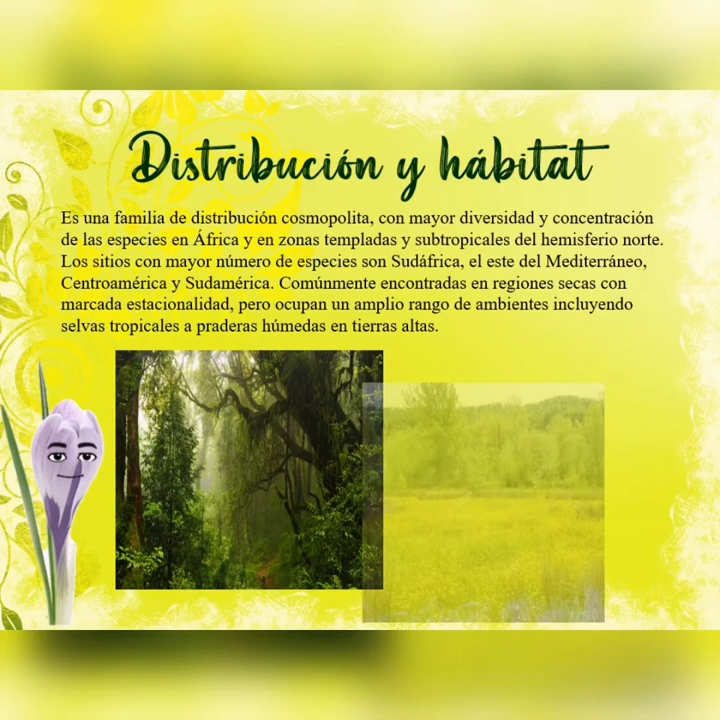 Distribución y hábitat
Es una familia de distribución cosmopolita, con mayor diversidad y concentración
de las especies en África y en zonas templadas y subtropicales del hemisferio norte.
Los sitios con mayor número de especies son Sudáfrica, el este del Mediterráneo,
Centroamérica y Sudamérica. Comúnmente encontradas en regiones secas con
marcada estacionalidad, pero ocupan un amplio rango de ambientes incluyendo
selvas tropicales a praderas húmedas en tierras altas.